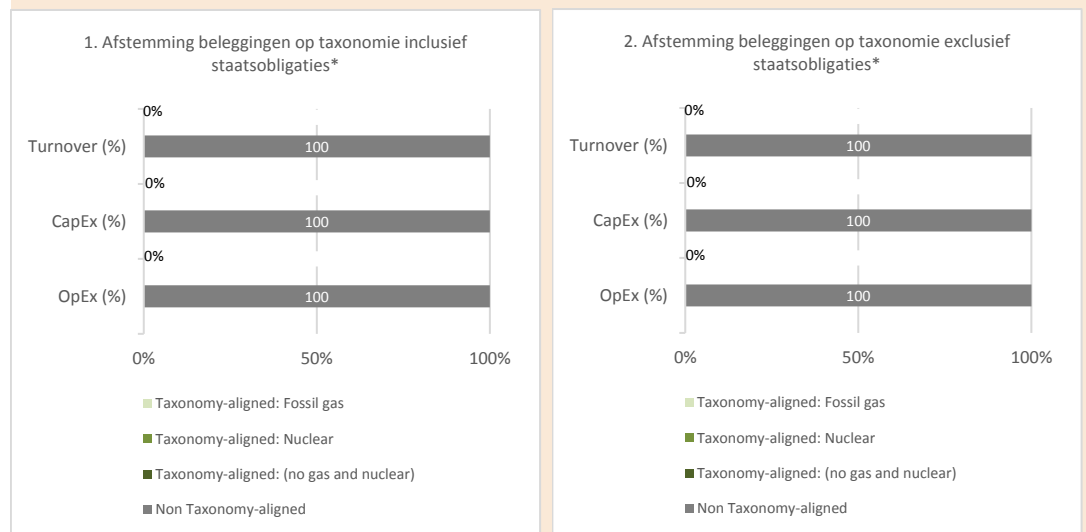 1. Afstemming beleggingen op taxonomie inclusief
staatsobligaties*
0%
Turnover (%)
100
0%
CapEx (%)
100
0%
OpEx (%)
100
0%
50%
100%
Taxonomy-aligned: Fossil gas
Taxonomy-aligned: Nuclear
Taxonomy-aligned: (no gas and nuclear)
Non Taxonomy-aligned
2. Afstemming beleggingen op taxonomie exclusief
staatsobligaties*
0%
Turnover (%)
100
0%
CapEx (%)
100
0%
OpEx (%)
100
0%
50%
100%
Taxonomy-aligned: Fossil gas
Taxonomy-aligned: Nuclear
Taxonomy-aligned: (no gas and nuclear)
Non Taxonomy-aligned